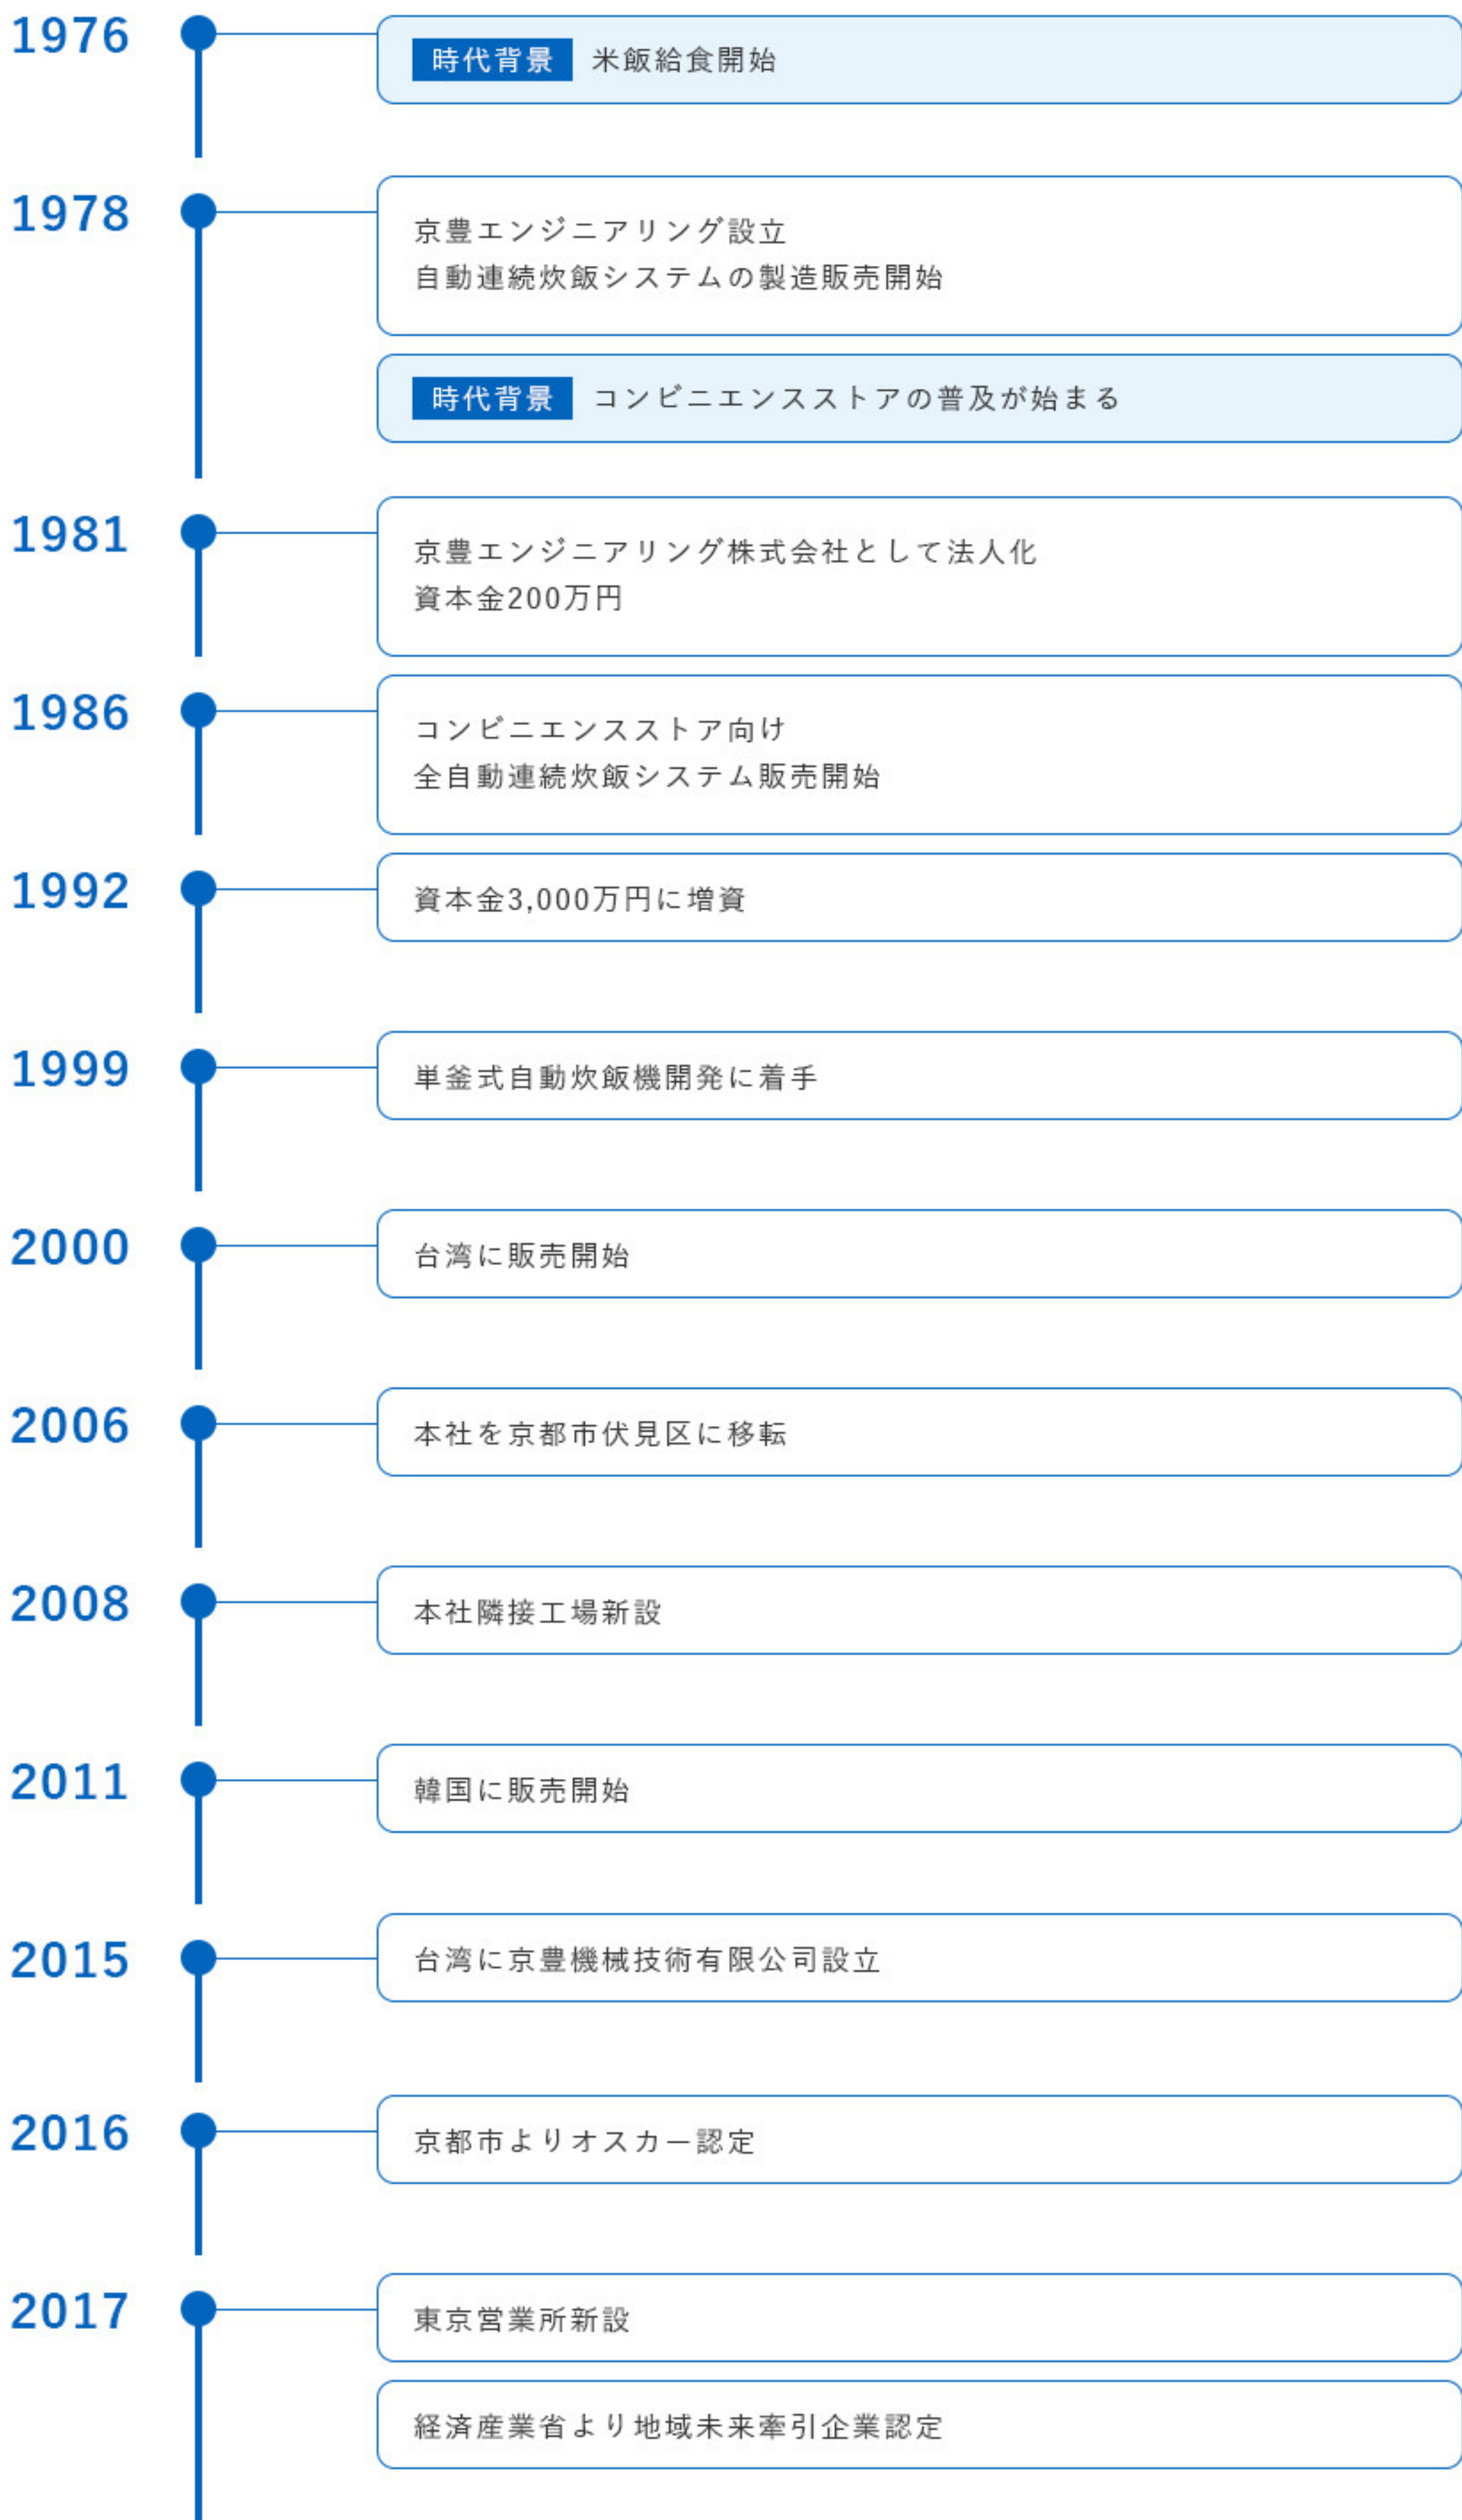 1976
時代背景 米飯給食開始
1978
京豊エンジニアリング設立
自動連続炊飯システムの製造販売開始
時代背景 コンビニエンスストアの普及が始まる
1981
京豊エンジニアリング株式会社として法人化
資本金200万円
1986
コンビニエンスストア向け
全自動連続炊飯システム販売開始
1992
資本金3,000万円に増資
1999
単釜式自動炊飯機開発に着手
2000
台湾に販売開始
2006
本社を京都市伏見区に移転
2008
本社隣接工場新設
2011
韓国に販売開始
2015
台湾に京豊機械技術有限公司設立
2016
京都市よりオスカー認定
2017
東京営業所新設
経済産業省より地域未来牽引企業認定